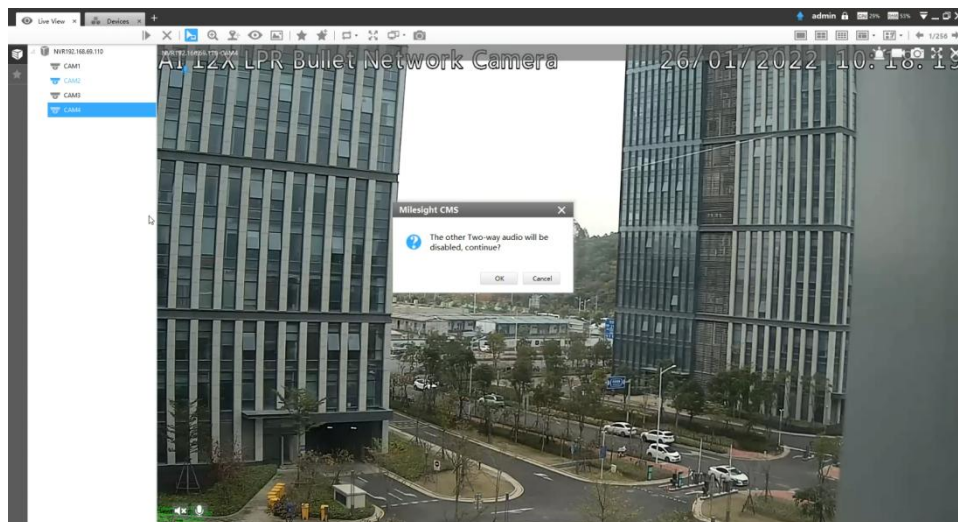 Live View
Devices
admin
29%
53%
1/256
NVR192.168.69.110
CAM1
CAM2
CAM3
CAM4
AI 12X LPR Bullet Network Camera
26/01/2022 10:18:19
Milesight CMS
The other Two-way audio will be
disabled, continue?
OK
Cancel